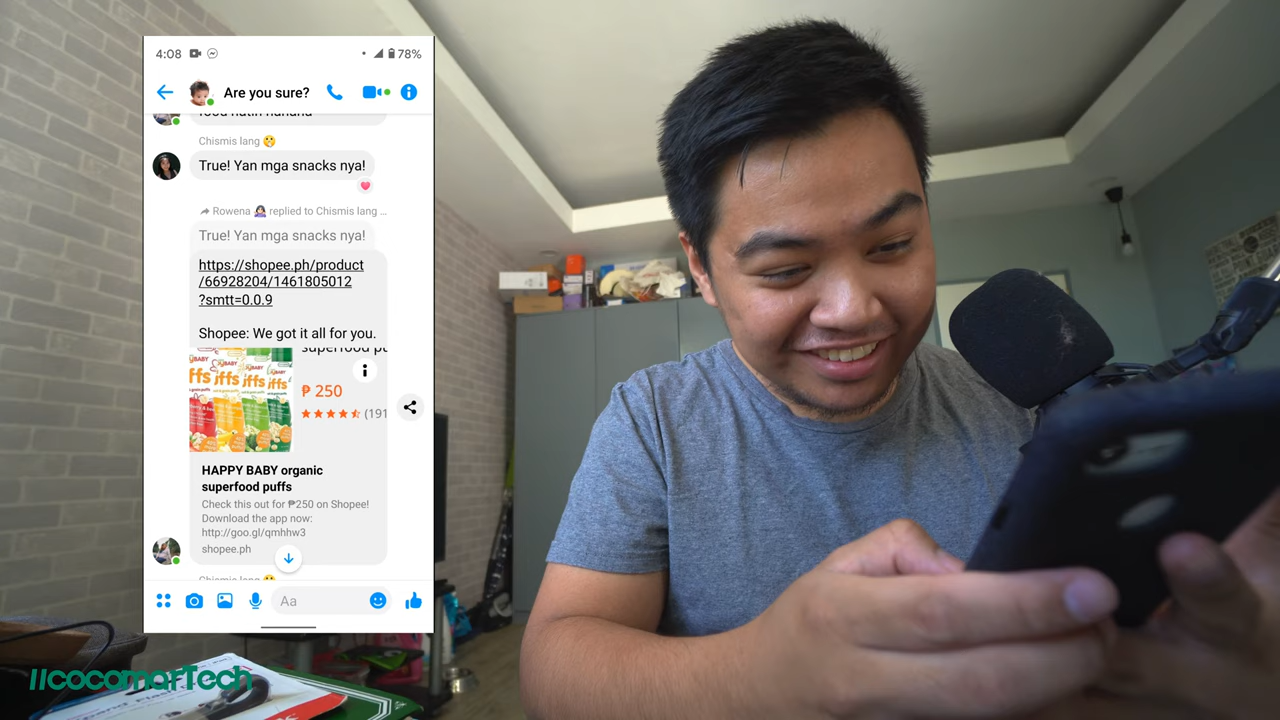 4:08
78%
Are you sure?
Chismis lang 🤫
True! Yan mga snacks nya!
Rowena 🤷🏻‍♀️ replied to Chismis lang ...
True! Yan mga snacks nya!
https://shopee.ph/product
/66928204/1461805012
?smtt=0.0.9
Shopee: We got it all for you.
₱ 250
(191
HAPPY BABY organic
superfood puffs
Check this out for ₱250 on Shopee!
Download the app now:
http://goo.gl/qmhhw3
shopee.ph
Aa
//cocomarTech